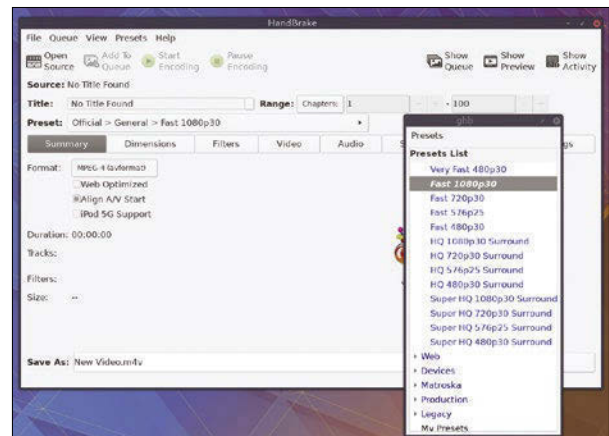 HandBrake
File Queue View Presets Help
Open Source
Add To Queue
Start Encoding
Pause Encoding
Show Queue
Show Preview
Show Activity
Source: No Title Found
Title: No Title Found Range: Chapters: 1 - 100
Preset: Official > General > Fast 1080p30
Summary Dimensions Filters Video Audio
Format: MPEG-4 (avformat)
Web Optimized
Align A/V Start
iPod 5G Support
Duration: 00:00:00
Tracks:
Filters:
Size: --
Save As: New Video.m4v
ghb
Presets
Presets List
Very Fast 480p30
Fast 1080p30
Fast 720p30
Fast 576p25
Fast 480p30
HQ 1080p30 Surround
HQ 720p30 Surround
HQ 576p25 Surround
HQ 480p30 Surround
Super HQ 1080p30 Surround
Super HQ 720p30 Surround
Super HQ 576p25 Surround
Super HQ 480p30 Surround
Web
Devices
Matroska
Production
Legacy
My Presets